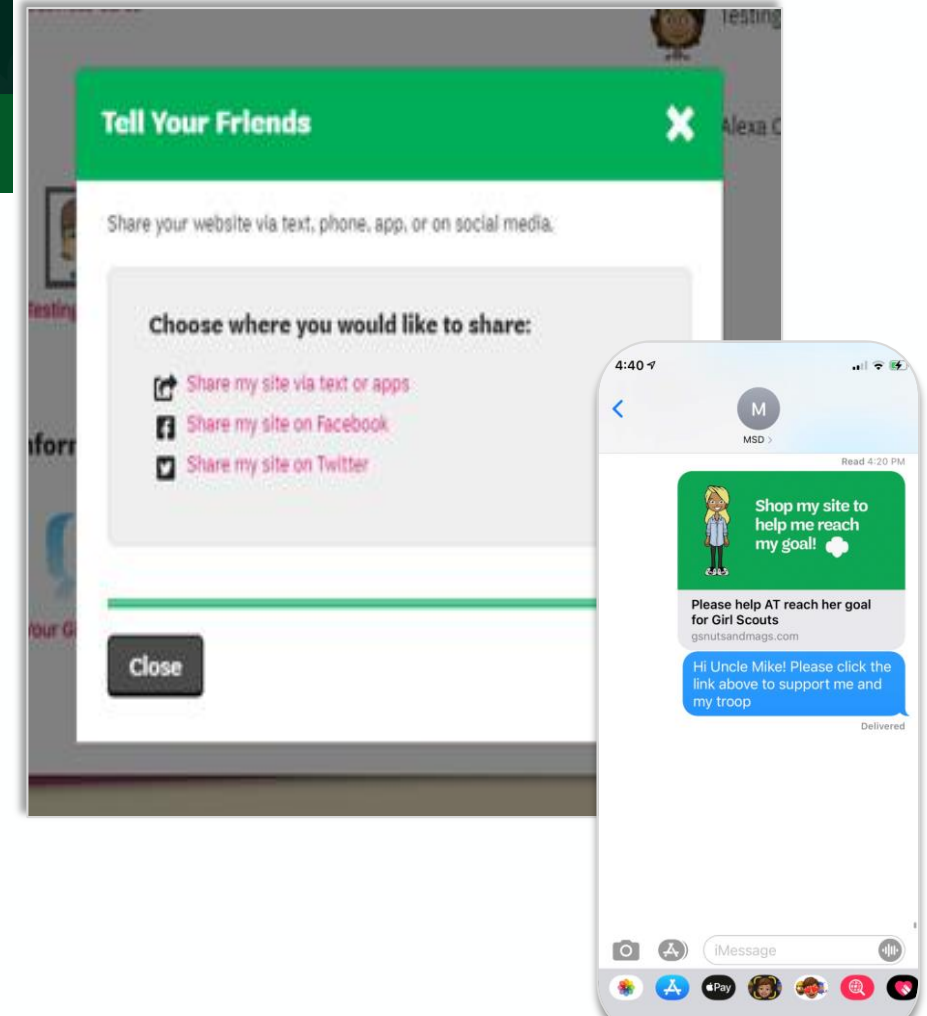 Testing
Tell Your Friends
Alexa C
Share your website via text, phone, app, or on social media.
Testing
Choose where you would like to share:
Share my site via text or apps
Share my site on Facebook
Share my site on Twitter
Close
4:40
M
MSD >
Read 4:20 PM
Shop my site to
help me reach
my goal!
Please help AT reach her goal
for Girl Scouts
gsnutsandmags.com
Hi Uncle Mike! Please click the
link above to support me and
my troop
Delivered
iMessage
Pay